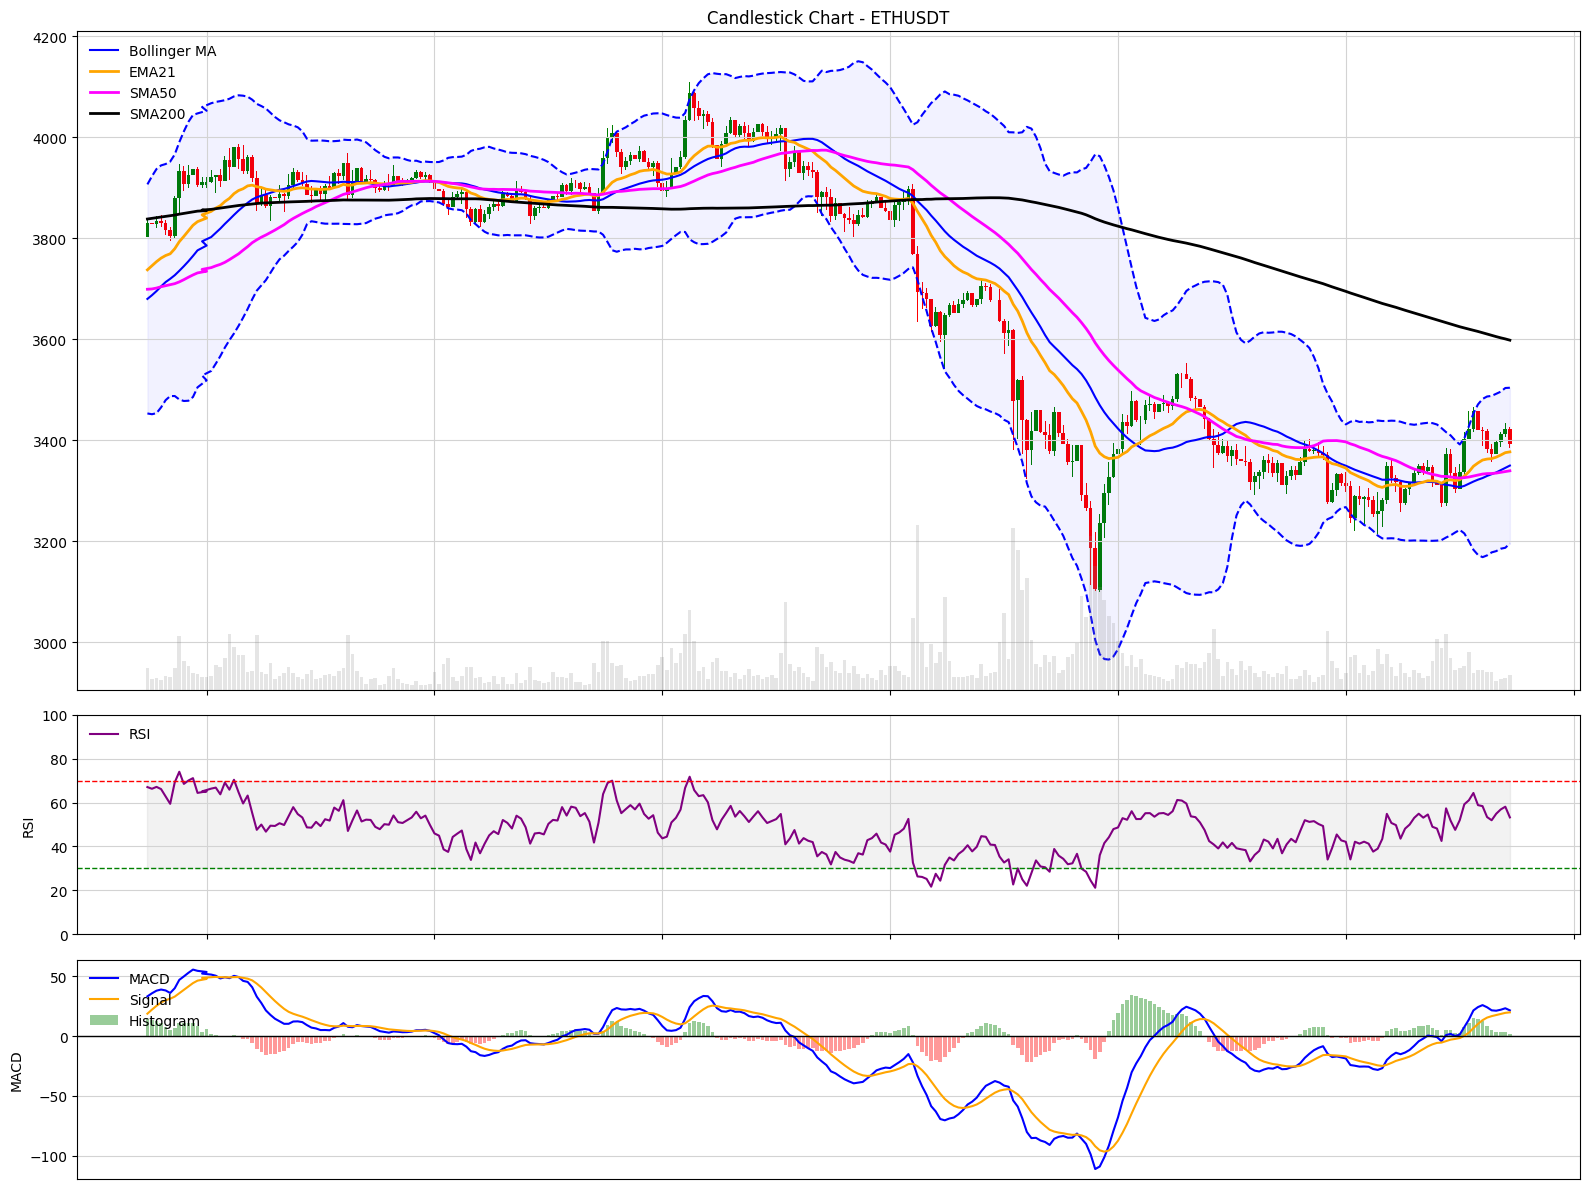 Candlestick Chart - ETHUSDT
4200
4000
3800
3600
3400
3200
3000
Bollinger MA
EMA21
SMA50
SMA200
100
80
60
40
20
0
RSI
RSI
50
0
−50
−100
MACD
MACD
Signal
Histogram